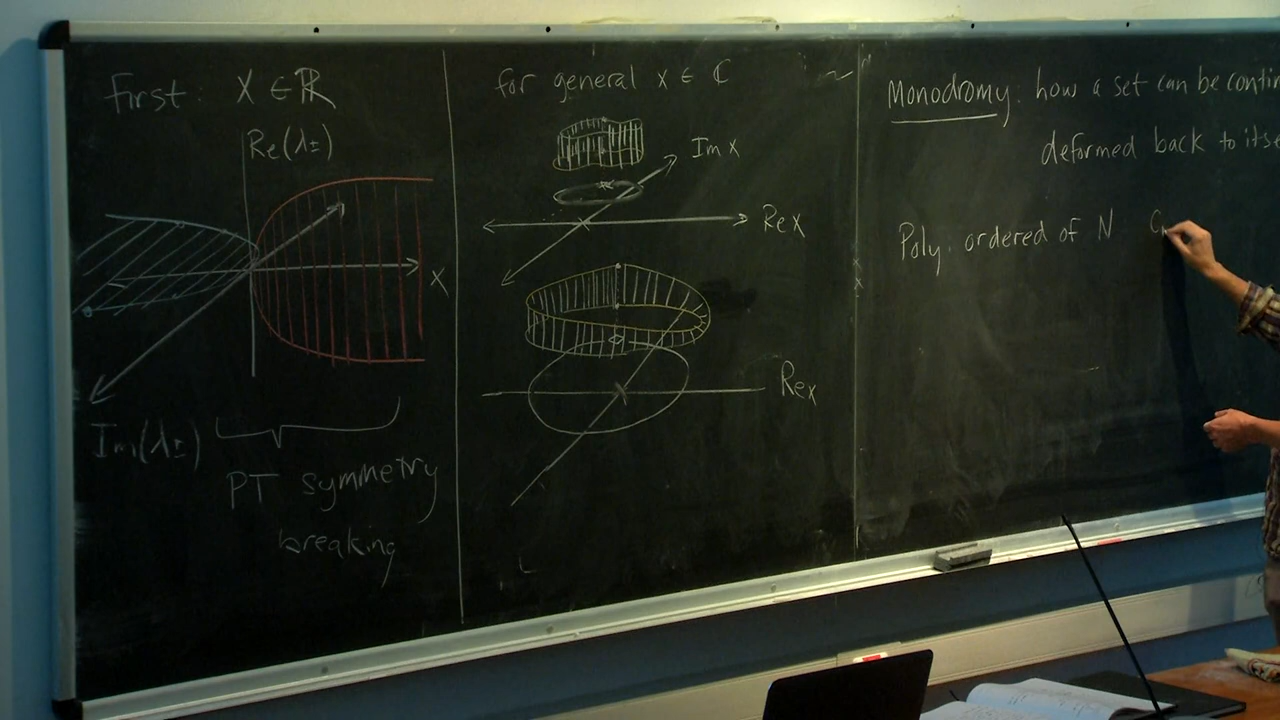 first: X ∈ ℝ
Re(λ±)
X
Im(λ±)
PT symmetry
breaking
for general x ∈ ℂ
Im x
Re x
Re x
Monodromy: how a set can be contin
deformed back to itse
Poly. ordered of N